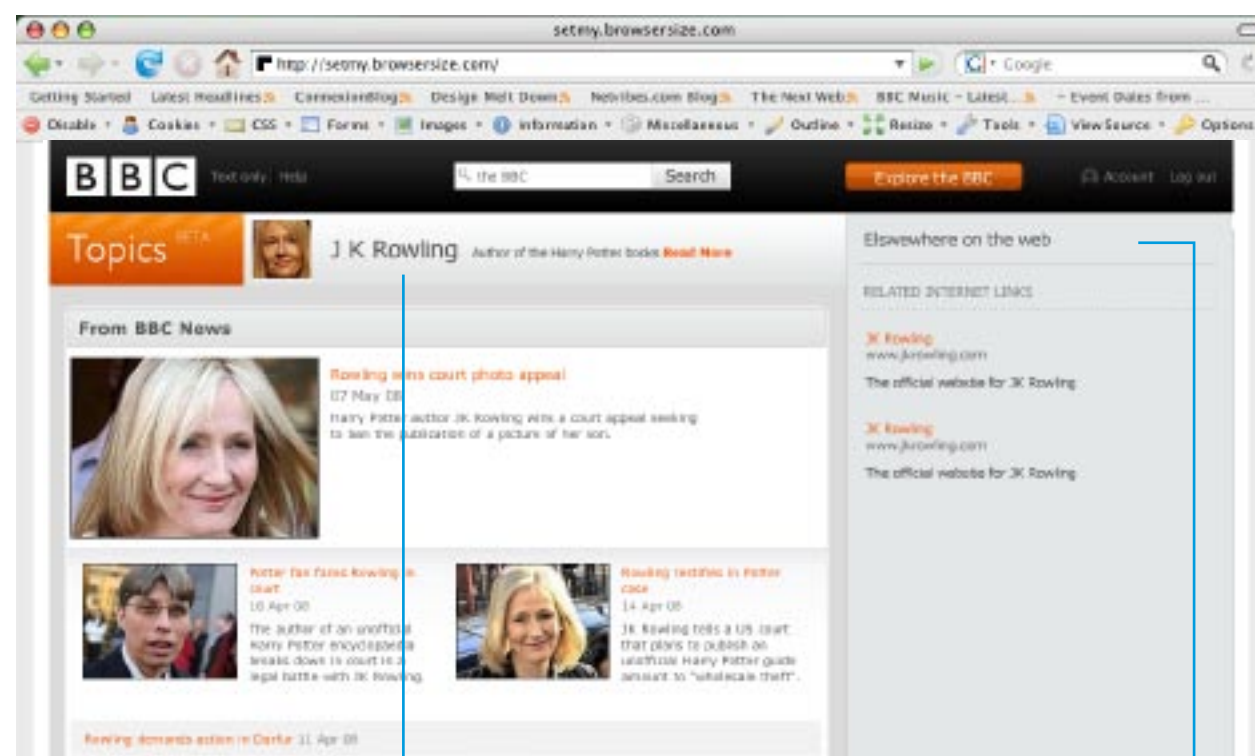 setmy.browsersize.com
http://setmy.browsersize.com/
Google
Getting Started Latest Headlines ConnexionBlog Design Melt Down Netvibes.com Blog The Next Web BBC Music - Latest... - Event Dates from ...
Disable Cookies CSS Forms Images Information Miscellaneous Outline Resize Tools View Source Options
BBC Text only Help the BBC Search Explore the BBC Account Log out
Topics BETA J K Rowling Author of the Harry Potter books Read More
Elswewhere on the web
RELATED INTERNET LINKS
From BBC News
Rowling wins court photo appeal
07 May 08
Harry Potter author JK Rowling wins a court appeal seeking
to ban the publication of a picture of her son.
JK Rowling
www.jkrowling.com
The official website for JK Rowling
JK Rowling
www.jkrowling.com
The official website for JK Rowling
Potter fan faces Rowling in
court
16 Apr 08
The author of an unofficial
Harry Potter encyclopaedia
breaks down in court in a
legal battle with JK Rowling.
Rowling testifies in Potter
case
14 Apr 08
JK Rowling tells a US court
that plans to publish an
unofficial Harry Potter guide
amount to "wholesale theft".
Rowling demands action in Darfur 11 Apr 08